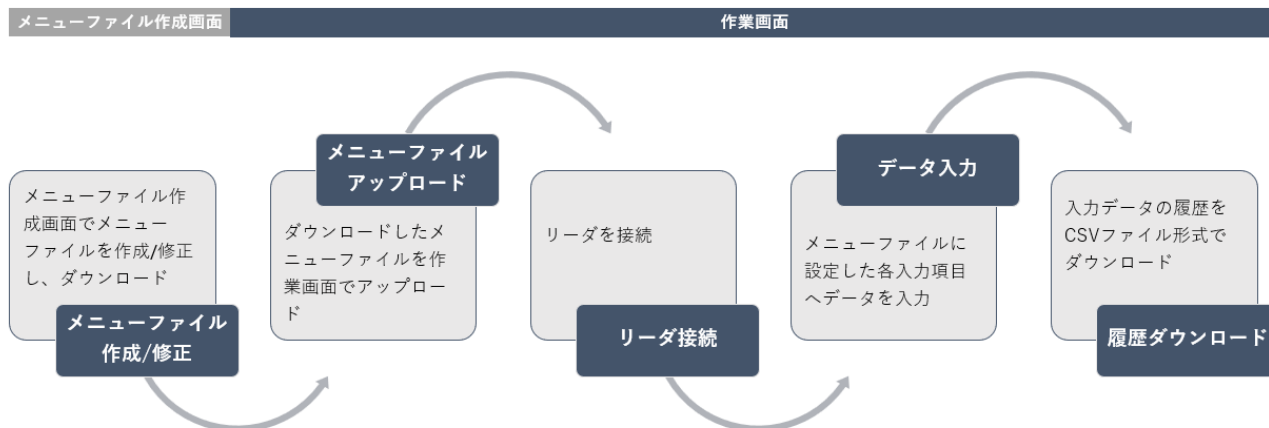 メニューファイル作成画面
作業画面
メニューファイル作
成画面でメニュー
ファイルを作成/修正
し、ダウンロード
メニューファイル
作成/修正
メニューファイル
アップロード
ダウンロードしたメ
ニューファイルを作
業画面でアップロー
ド
リーダを接続
リーダ接続
データ入力
メニューファイルに
設定した各入力項目
へデータを入力
入力データの履歴を
CSVファイル形式で
ダウンロード
履歴ダウンロード